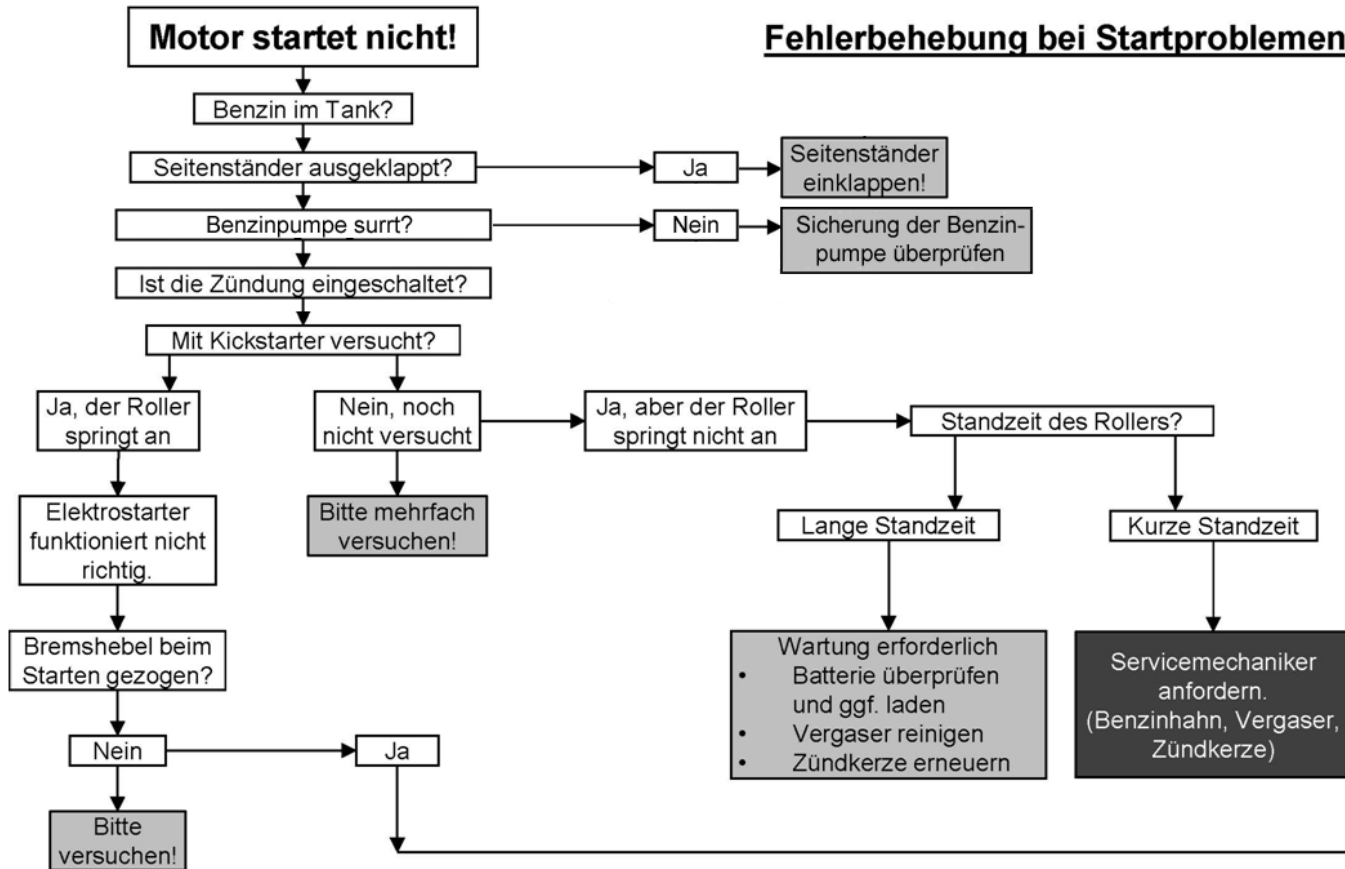 Motor startet nicht!
Fehlerbehebung bei Startproblemen
Benzin im Tank?
Seitenständer ausgeklappt?
Ja
Seitenständer
einklappen!
Benzinpumpe surrt?
Nein
Sicherung der Benzin-
pumpe überprüfen
Ist die Zündung eingeschaltet?
Mit Kickstarter versucht?
Ja, der Roller
springt an
Nein, noch
nicht versucht
Ja, aber der Roller
springt nicht an
Standzeit des Rollers?
Elektrostarter
funktioniert nicht
richtig.
Bitte mehrfach
versuchen!
Lange Standzeit
Kurze Standzeit
Bremshebel beim
Starten gezogen?
Wartung erforderlich
• Batterie überprüfen
und ggf. laden
• Vergaser reinigen
• Zündkerze erneuern
Servicemechaniker
anfordern.
(Benzinhahn, Vergaser,
Zündkerze)
Nein
Ja
Bitte
versuchen!